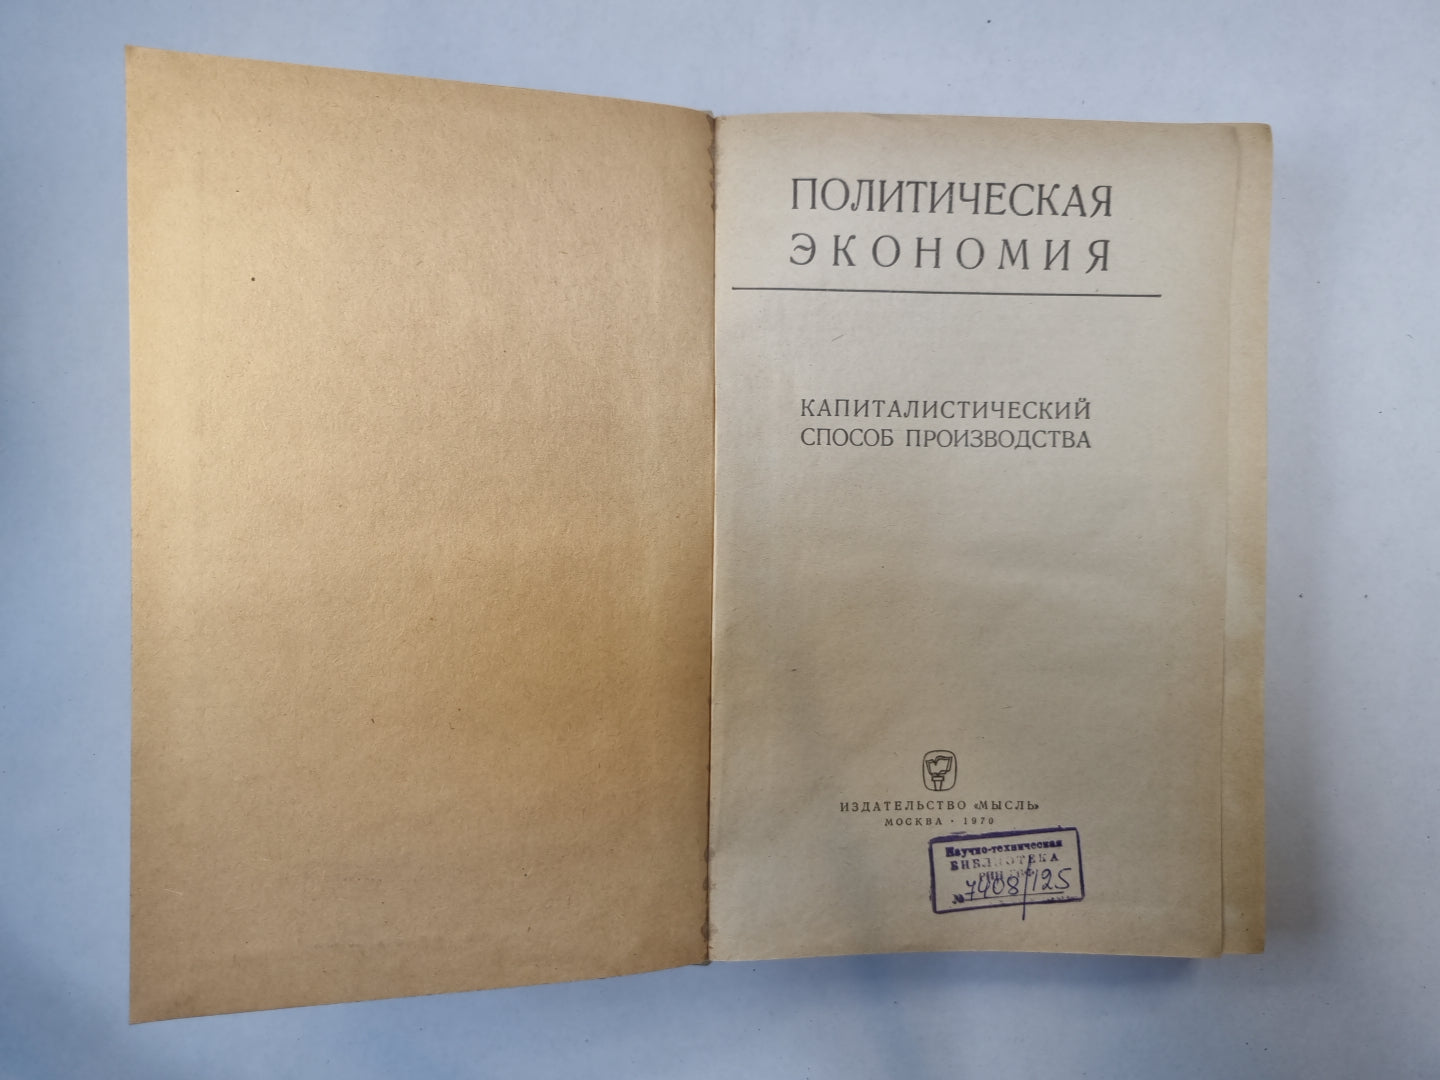 ПОЛИТИЧЕСКАЯ
ЭКОНОМИЯ
КАПИТАЛИСТИЧЕСКИЙ
СПОСОБ ПРОИЗВОДСТВА
ИЗДАТЕЛЬСТВО «МЫСЛЬ»
МОСКВА · 1970
Научно-техническая
БИБЛИОТЕКА
№ 7408/125